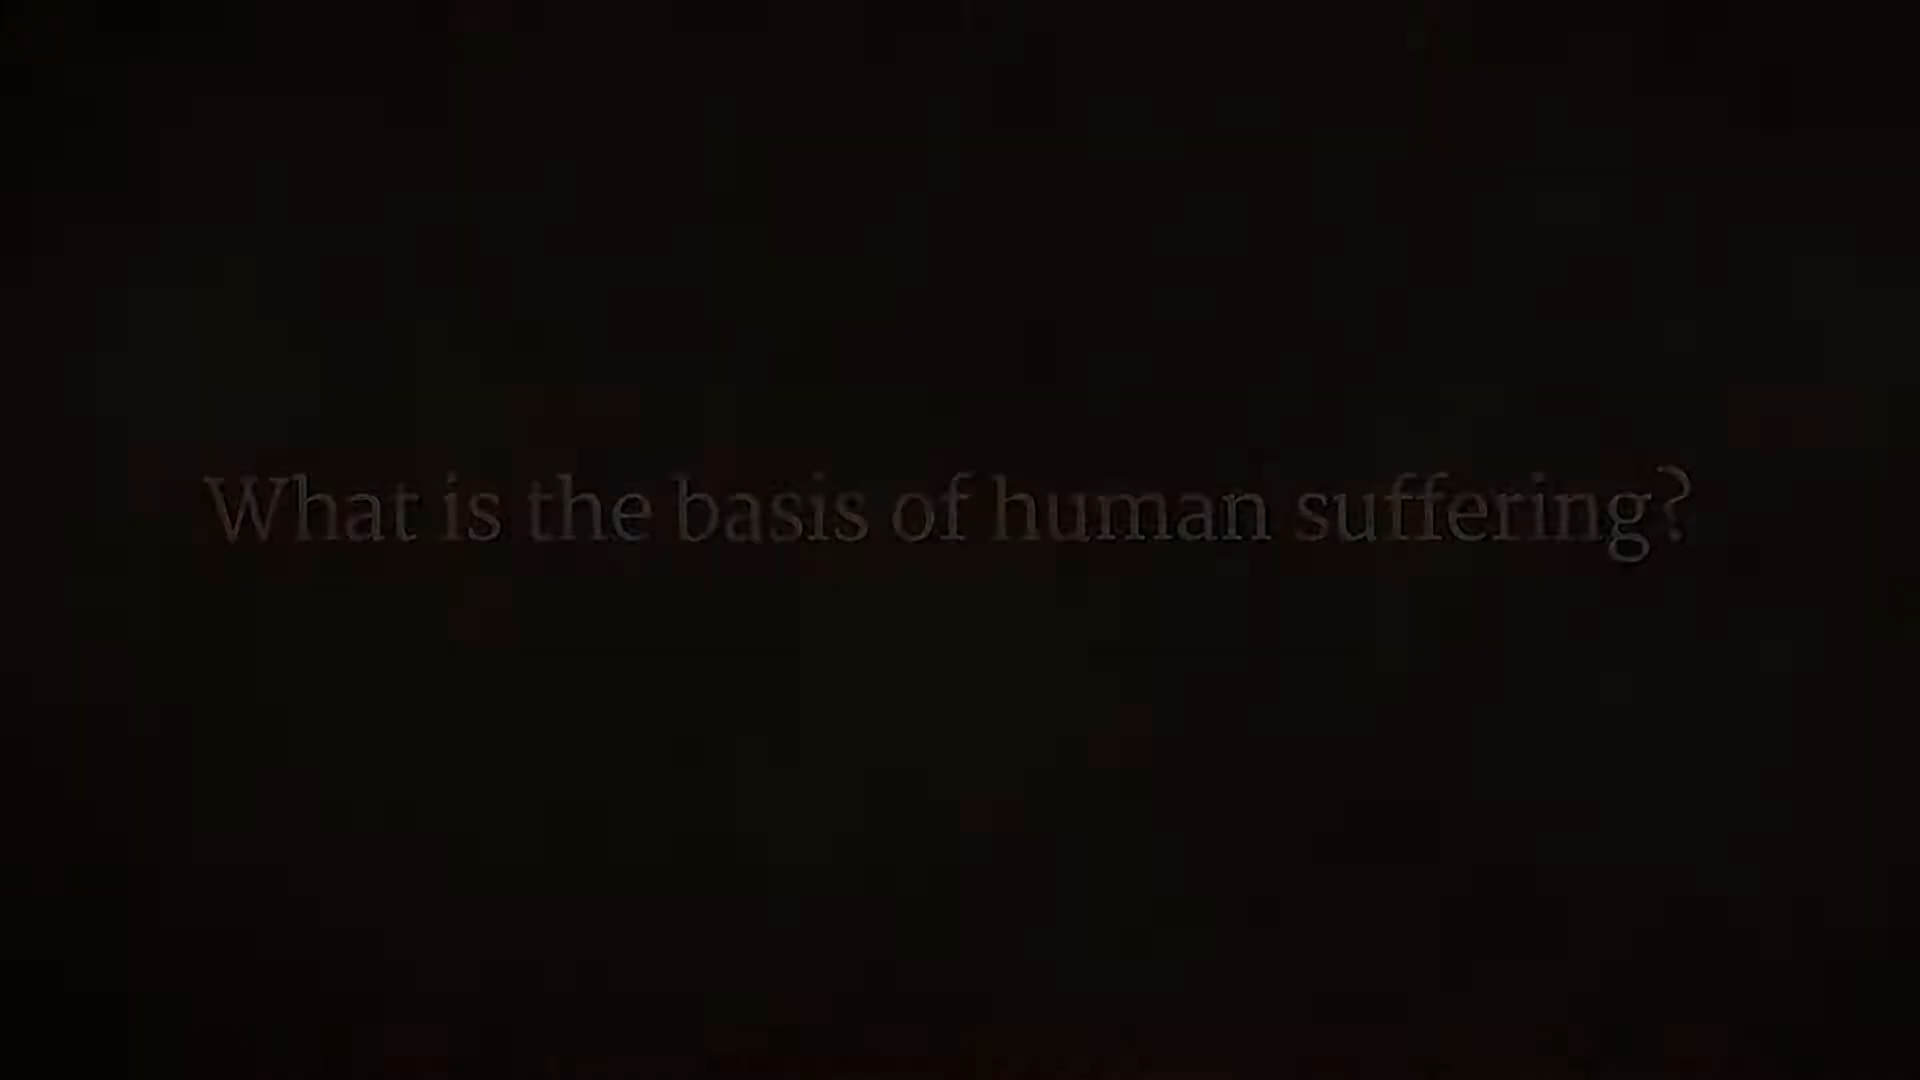 What is the basis of human suffering?